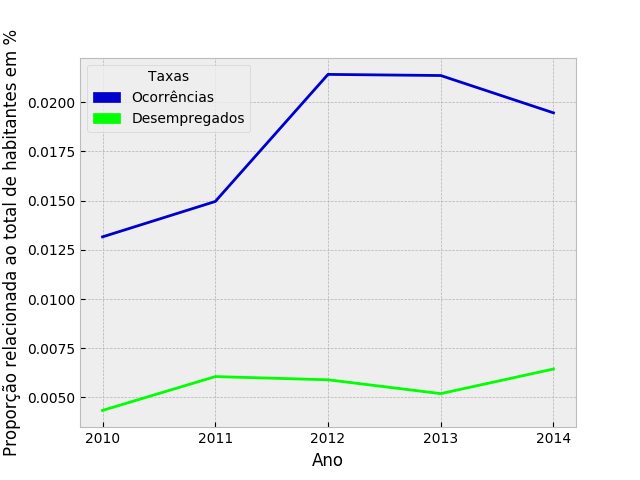 Proporção relacionada ao total de habitantes em %
Taxas
Ocorrências
Desempregados
0.0200
0.0175
0.0150
0.0125
0.0100
0.0075
0.0050
2010 2011 2012 2013 2014
Ano